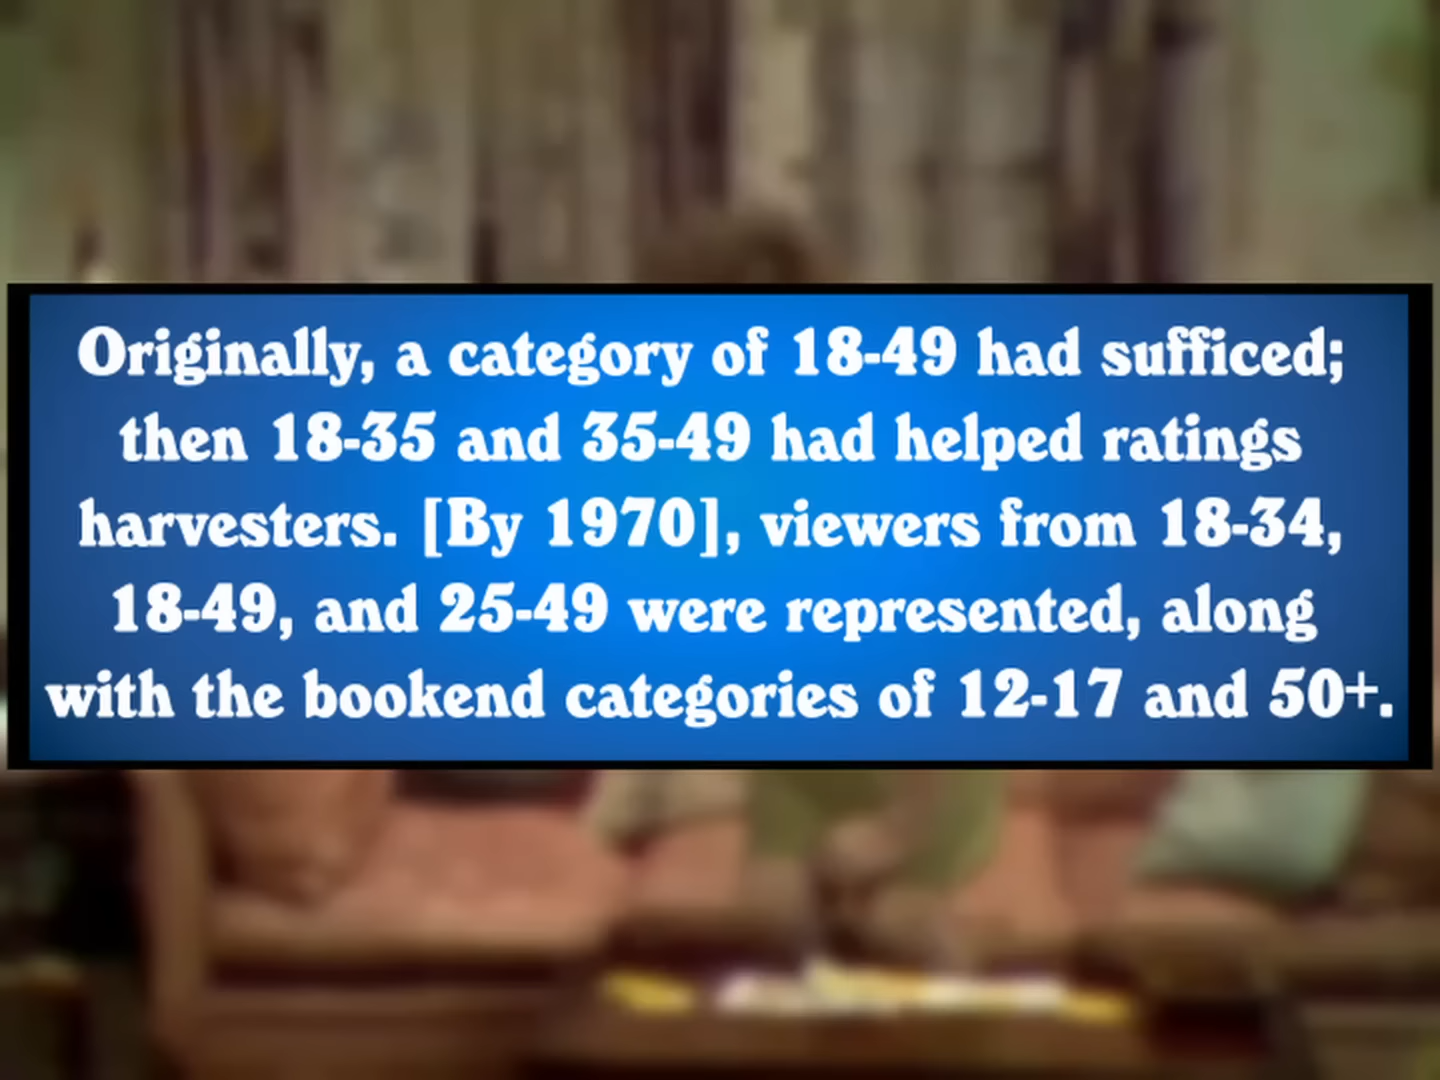 Originally, a category of 18-49 had sufficed;
then 18-35 and 35-49 had helped ratings
harvesters. [By 1970], viewers from 18-34,
18-49, and 25-49 were represented, along
with the bookend categories of 12-17 and 50+.